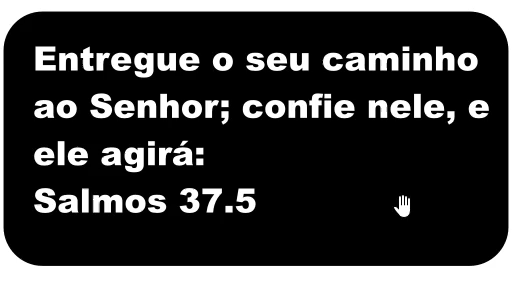 Entregue o seu caminho
ao Senhor; confie nele, e
ele agirá:
Salmos 37.5